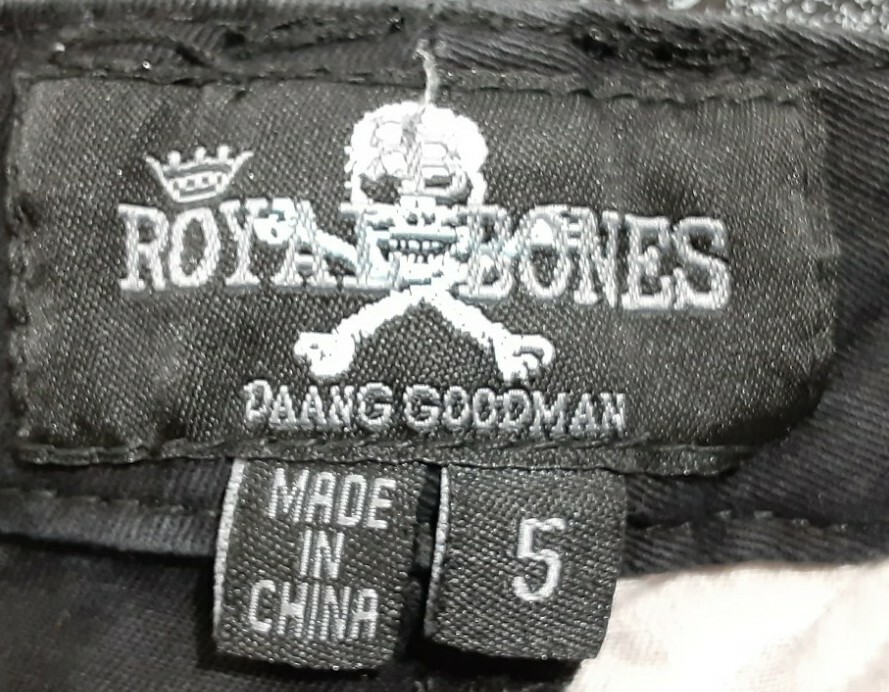 ROYAL BONES
DAANG GOODMAN
MADE
IN
CHINA
5